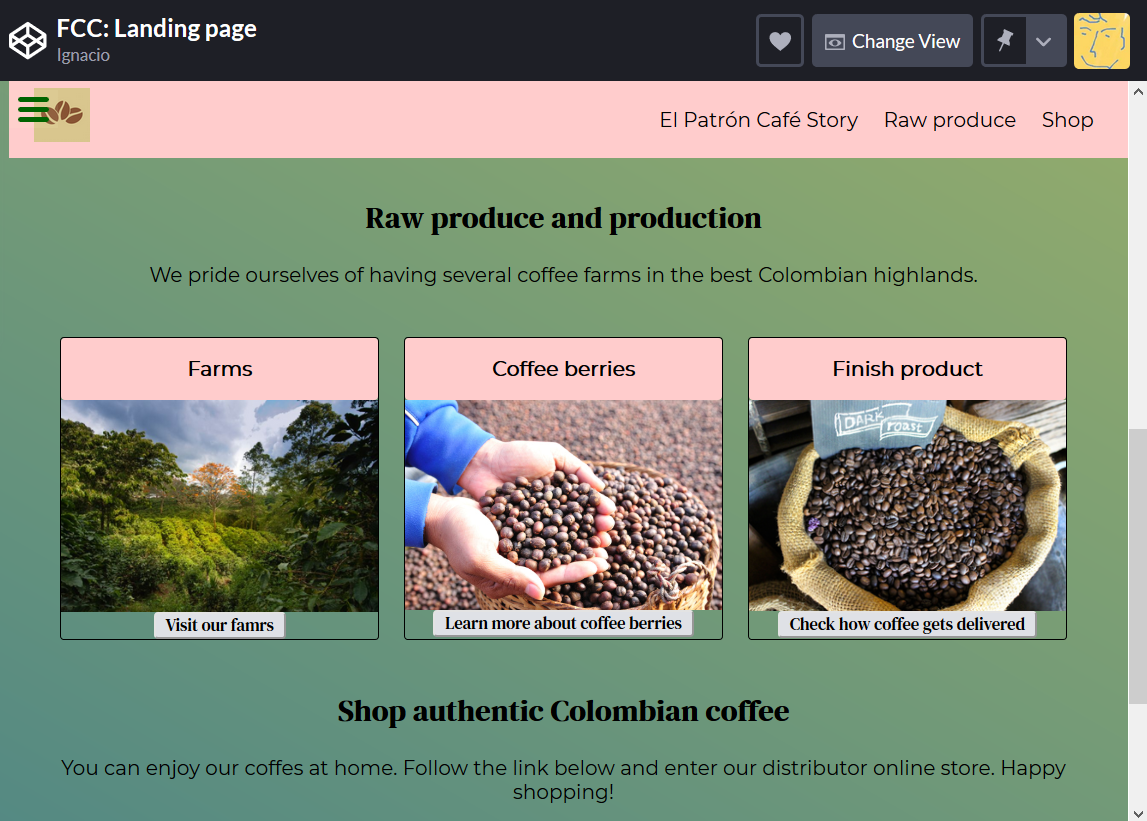 FCC: Landing page
Ignacio
Change View
El Patrón Café Story Raw produce Shop
Raw produce and production
We pride ourselves of having several coffee farms in the best Colombian highlands.
Farms
Coffee berries
Finish product
DARK
roast
Visit our famrs
Learn more about coffee berries
Check how coffee gets delivered
Shop authentic Colombian coffee
You can enjoy our coffes at home. Follow the link below and enter our distributor online store. Happy
shopping!